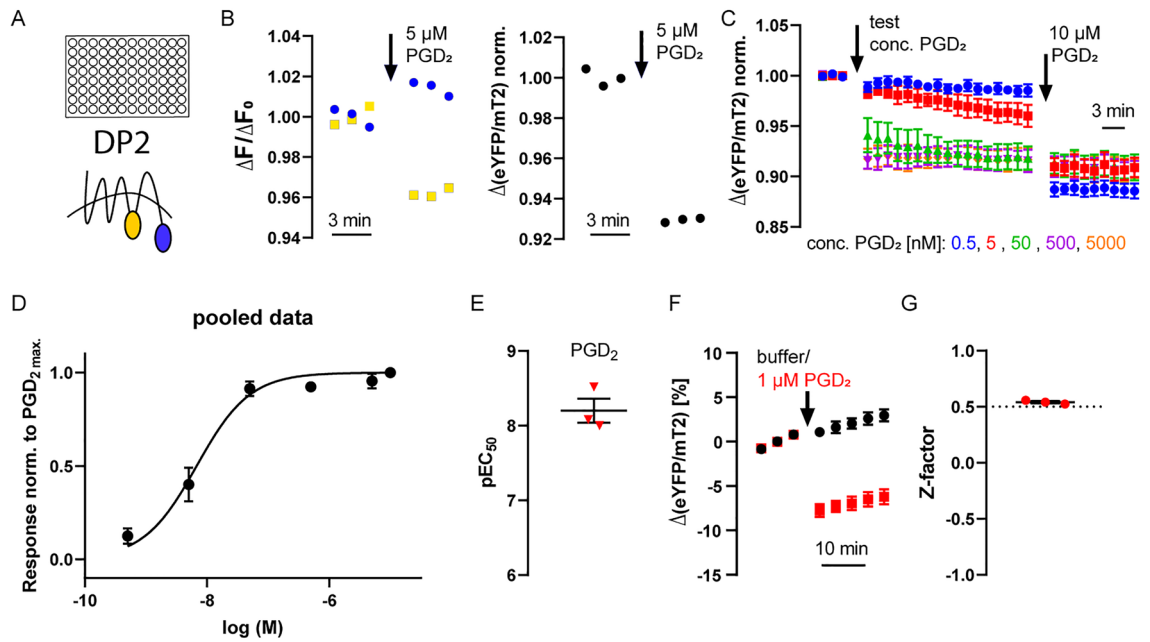 A
DP2
B
ΔF/ΔF₀
1.04
1.02
1.00
0.98
0.96
0.94
5 µM
PGD₂
3 min
Δ(eYFP/mT2) norm.
1.02
1.00
0.98
0.96
0.94
0.92
5 µM
PGD₂
3 min
C
Δ(eYFP/mT2) norm.
1.05
1.00
0.95
0.90
0.85
test
conc. PGD₂
10 µM
PGD₂
3 min
conc. PGD₂ [nM]: 0.5, 5 , 50 , 500, 5000
D
pooled data
Response norm. to PGD₂ max.
1.0
0.5
0.0
-10
-8
-6
log (M)
E
PGD₂
pEC₅₀
9
8
7
6
F
Δ(eYFP/mT2) [%]
10
5
0
-5
-10
-15
buffer/
1 µM PGD₂
10 min
G
Z-factor
1.0
0.5
0.0
-0.5
-1.0